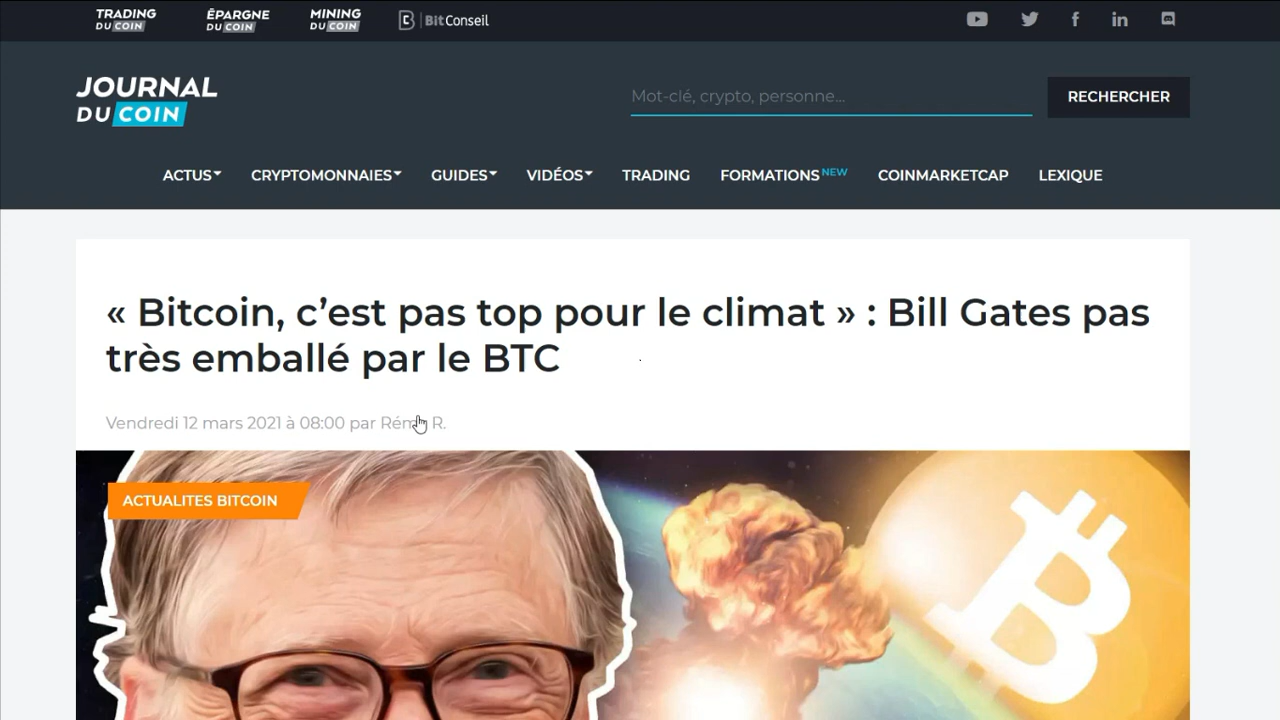 TRADING
DU COIN
ÉPARGNE
DU COIN
MINING
DU COIN
BitConseil
JOURNAL
DU COIN
Mot-clé, crypto, personne...
RECHERCHER
ACTUS
CRYPTOMONNAIES
GUIDES
VIDÉOS
TRADING
FORMATIONS NEW
COINMARKETCAP
LEXIQUE
« Bitcoin, c’est pas top pour le climat » : Bill Gates pas
très emballé par le BTC
Vendredi 12 mars 2021 à 08:00 par R.
ACTUALITES BITCOIN